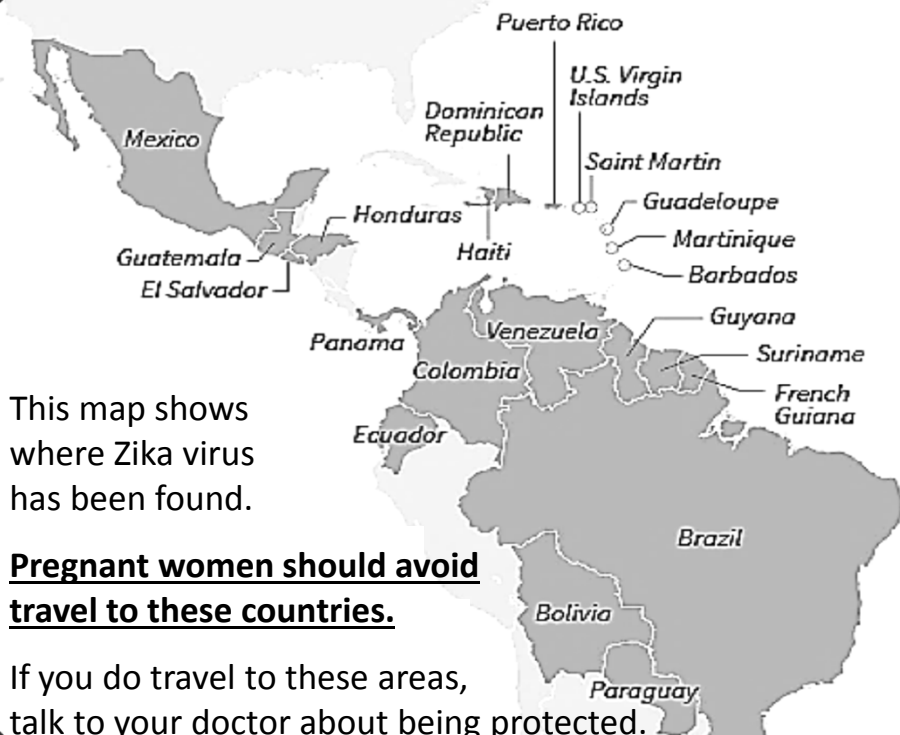 Puerto Rico
U.S. Virgin
Islands
Dominican
Republic
Mexico
Saint Martin
Guadeloupe
Honduras
Martinique
Guatemala
Haiti
Barbados
El Salvador
Guyana
Panama
Venezuela
Suriname
Colombia
French
Guiana
Ecuador
This map shows
where Zika virus
has been found.
Brazil
Pregnant women should avoid
travel to these countries.
Bolivia
If you do travel to these areas,
Paraguay
talk to your doctor about being protected.